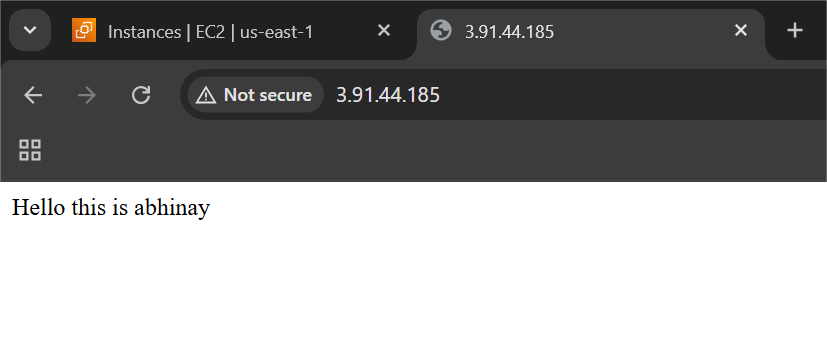 Instances | EC2 | us-east-1
3.91.44.185
Not secure
3.91.44.185
Hello this is abhinay